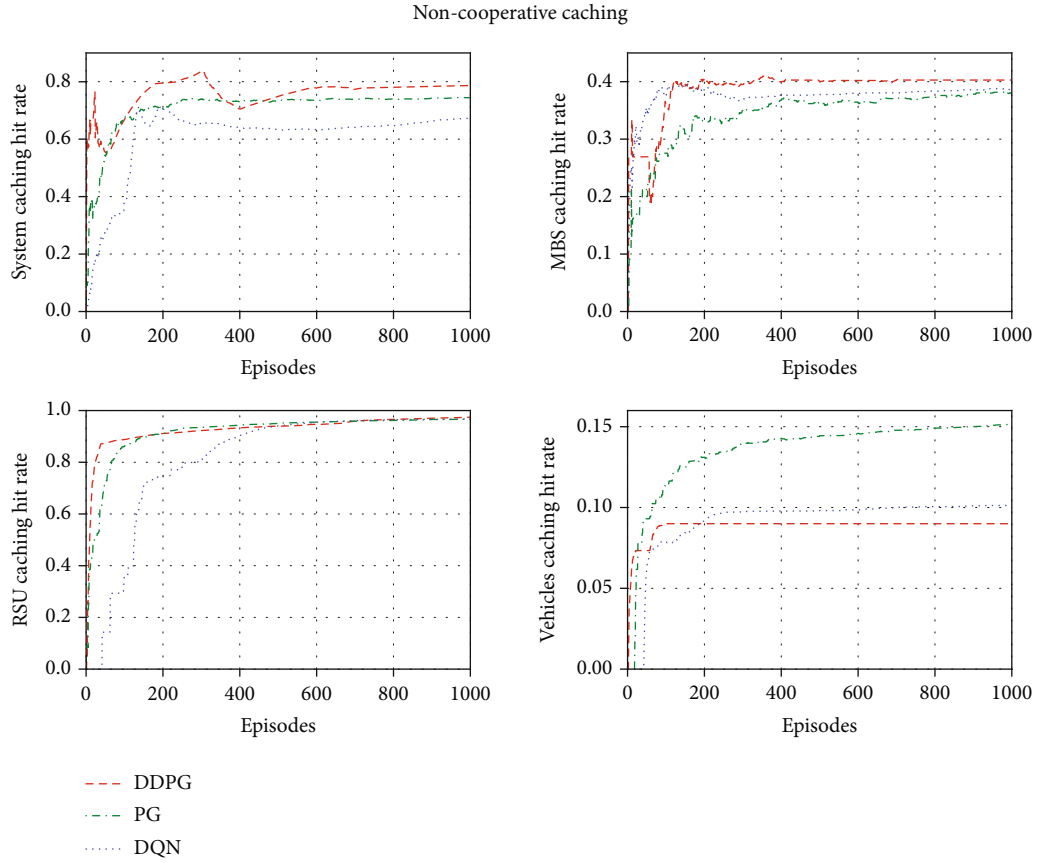 Non-cooperative caching
System caching hit rate
0.8
0.6
0.4
0.2
0.0
0 200 400 600 800 1000
Episodes
MBS caching hit rate
0.4
0.3
0.2
0.1
0.0
0 200 400 600 800 1000
Episodes
RSU caching hit rate
1.0
0.8
0.6
0.4
0.2
0.0
0 200 400 600 800 1000
Episodes
Vehicles caching hit rate
0.15
0.10
0.05
0.00
0 200 400 600 800 1000
Episodes
DDPG
PG
DQN